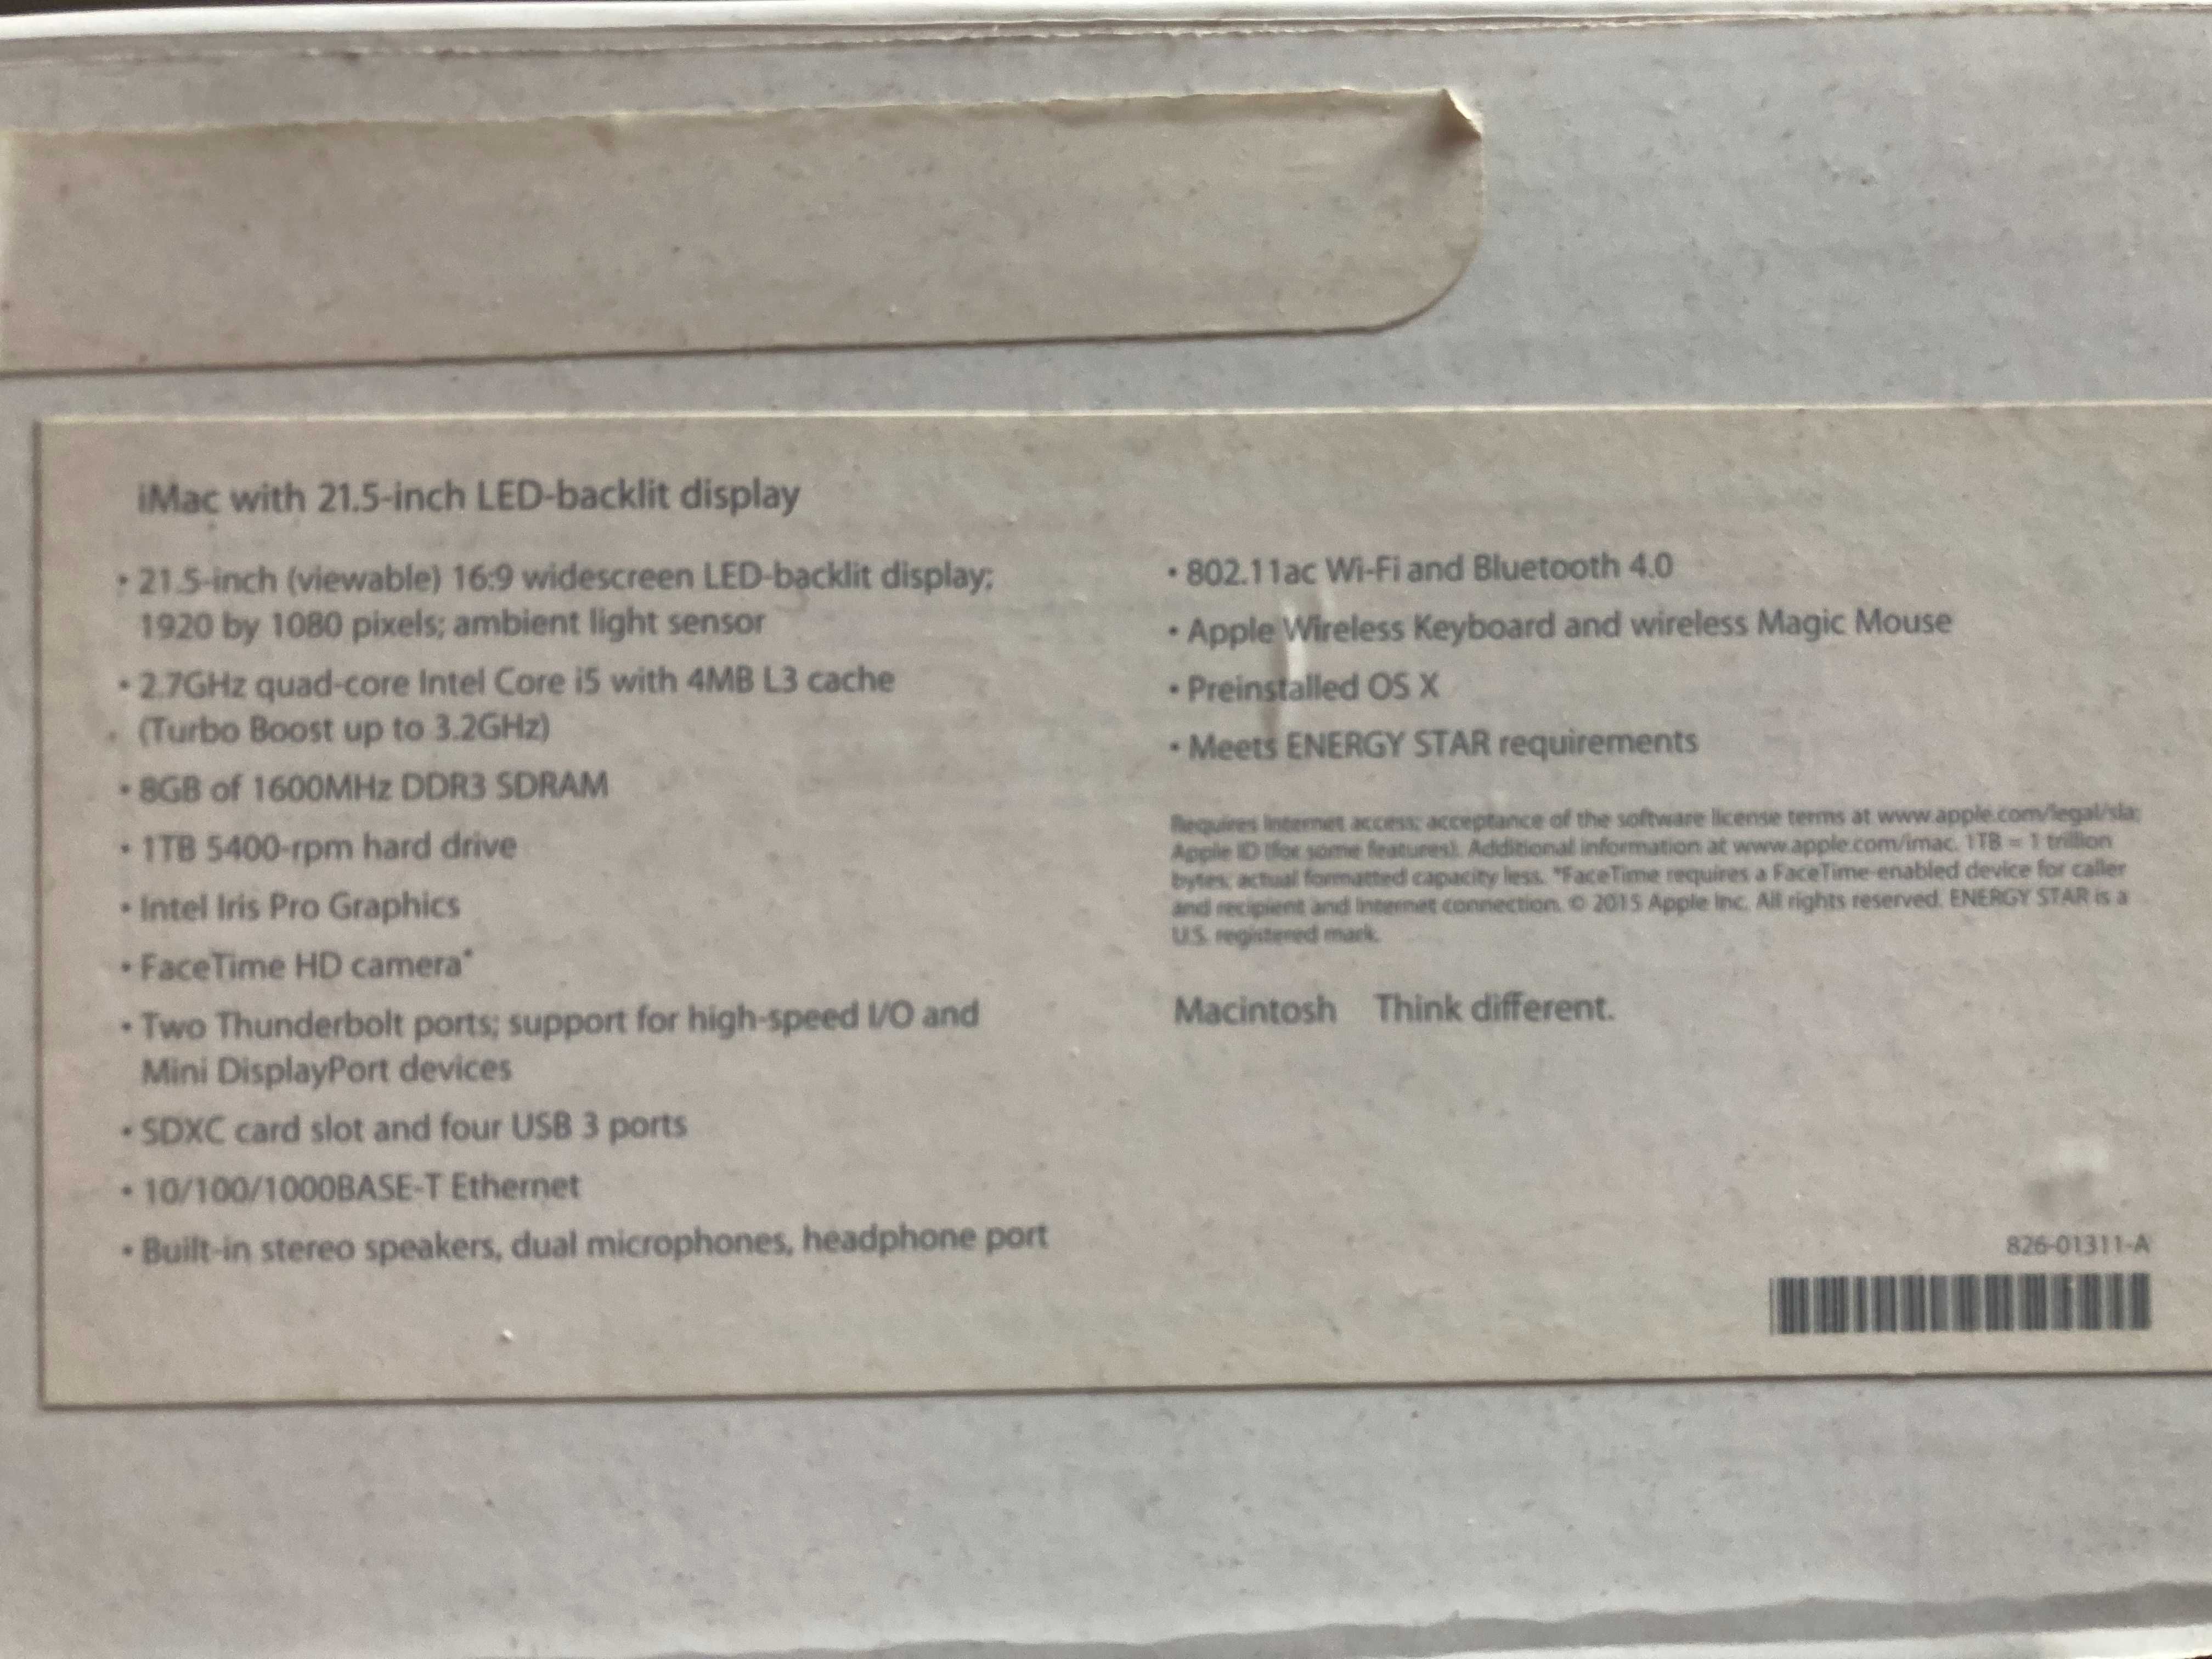 iMac with 21.5-inch LED-backlit display
• 21.5-inch (viewable) 16:9 widescreen LED-backlit display;
1920 by 1080 pixels; ambient light sensor
• 2.7GHz quad-core Intel Core i5 with 4MB L3 cache
(Turbo Boost up to 3.2GHz)
• 8GB of 1600MHz DDR3 SDRAM
• 1TB 5400-rpm hard drive
• Intel Iris Pro Graphics
• FaceTime HD camera*
• Two Thunderbolt ports; support for high-speed I/O and
Mini DisplayPort devices
• SDXC card slot and four USB 3 ports
• 10/100/1000BASE-T Ethernet
• Built-in stereo speakers, dual microphones, headphone port
• 802.11ac Wi-Fi and Bluetooth 4.0
• Apple Wireless Keyboard and wireless Magic Mouse
• Preinstalled OS X
• Meets ENERGY STAR requirements
Requires Internet access; acceptance of the software license terms at www.apple.com/legal/sla;
Apple ID (for some features). Additional information at www.apple.com/imac. 1TB = 1 trillion
bytes; actual formatted capacity less. *FaceTime requires a FaceTime-enabled device for caller
and recipient and Internet connection. © 2015 Apple Inc. All rights reserved. ENERGY STAR is a
U.S. registered mark.
Macintosh Think different.
826-01311-A